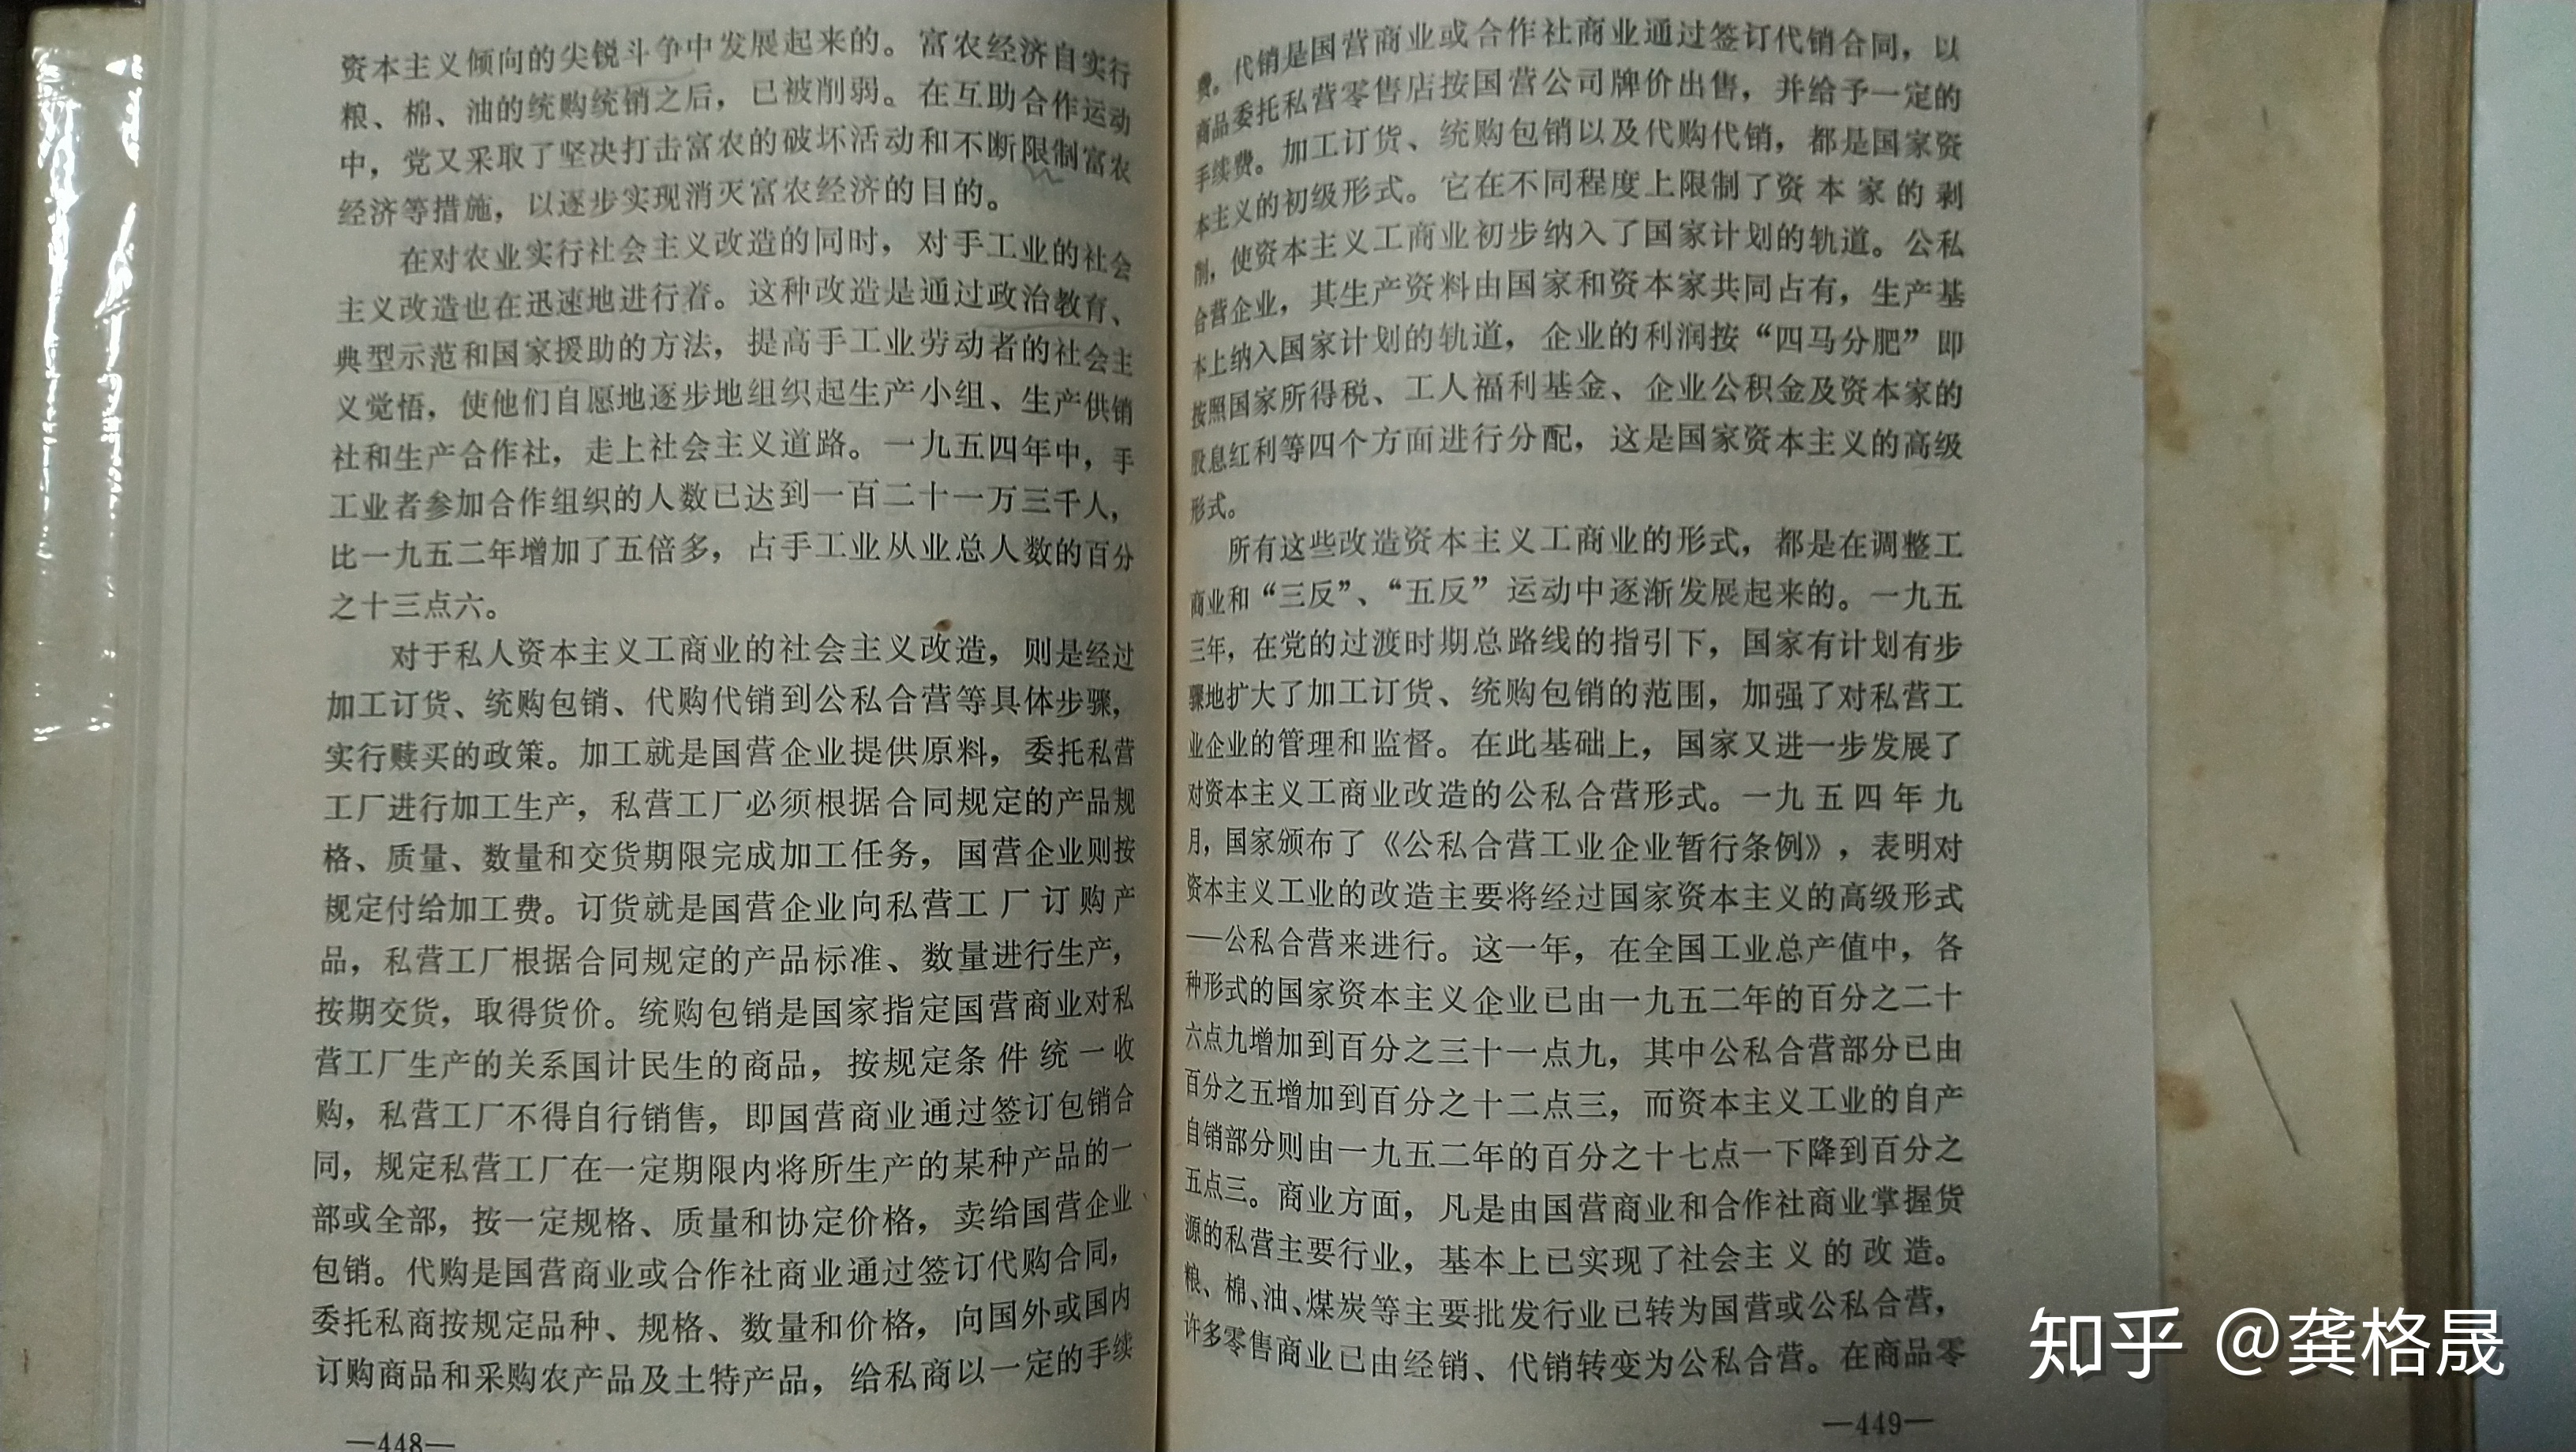 资本主义倾向的尖锐斗争中发展起来的。富农经济自实行
粮、棉、油的统购统销之后，已被削弱。在互助合作运动
中，党又采取了坚决打击富农的破坏活动和不断限制富农
经济等措施，以逐步实现消灭富农经济的目的。
在对农业实行社会主义改造的同时，对手工业的社会
主义改造也在迅速地进行着。这种改造是通过政治教育、
典型示范和国家援助的方法，提高手工业劳动者的社会主
义觉悟，使他们自愿地逐步地组织起生产小组、生产供销
社和生产合作社，走上社会主义道路。一九五四年中，手
工业者参加合作组织的人数已达到一百二十一万三千人，
比一九五二年增加了五倍多，占手工业从业总人数的百分
之十三点六。
对于私人资本主义工商业的社会主义改造，则是经过
加工订货、统购包销、代购代销到公私合营等具体步骤，
实行赎买的政策。加工就是国营企业提供原料，委托私营
工厂进行加工生产，私营工厂必须根据合同规定的产品规
格、质量、数量和交货期限完成加工任务，国营企业则按
规定付给加工费。订货就是国营企业向私营工厂订购产
品，私营工厂根据合同规定的产品标准、数量进行生产，
按期交货，取得货价。统购包销是国家指定国营商业对私
营工厂生产的关系国计民生的商品，按规定条件统一收
购，私营工厂不得自行销售，即国营商业通过签订包销合
同，规定私营工厂在一定期限内将所生产的某种产品的一
部或全部，按一定规格、质量和协定价格，卖给国营企业
包销。代购是国营商业或合作社商业通过签订代购合同，
委托私商按规定品种、规格、数量和价格，向国外或国内
订购商品和采购农产品及土特产品，给私商以一定的手续
—448—
费。代销是国营商业或合作社商业通过签订代销合同，以
商品委托私营零售店按国营公司牌价出售，并给予一定的
手续费。加工订货、统购包销以及代购代销，都是国家资
本主义的初级形式。它在不同程度上限制了资本家的剥
削，使资本主义工商业初步纳入了国家计划的轨道。公私
合营企业，其生产资料由国家和资本家共同占有，生产基
本上纳入国家计划的轨道，企业的利润按“四马分肥”即
按照国家所得税、工人福利基金、企业公积金及资本家的
股息红利等四个方面进行分配，这是国家资本主义的高级
形式。
所有这些改造资本主义工商业的形式，都是在调整工
商业和“三反”、“五反”运动中逐渐发展起来的。一九五
三年，在党的过渡时期总路线的指引下，国家有计划有步
骤地扩大了加工订货、统购包销的范围，加强了对私营工
业企业的管理和监督。在此基础上，国家又进一步发展了
对资本主义工商业改造的公私合营形式。一九五四年九
月，国家颁布了《公私合营工业企业暂行条例》，表明对
资本主义工业的改造主要将经过国家资本主义的高级形式
——公私合营来进行。这一年，在全国工业总产值中，各
种形式的国家资本主义企业已由一九五二年的百分之二十
六点九增加到百分之三十一点九，其中公私合营部分已由
百分之五增加到百分之十二点三，而资本主义工业的自产
自销部分则由一九五二年的百分之十七点一下降到百分之
五点三。商业方面，凡是由国营商业和合作社商业掌握货
源的私营主要行业，基本上已实现了社会主义的改造。
粮、棉、油、煤炭等主要批发行业已转为国营或公私合营，
许多零售商业已由经销、代销转变为公私合营。在商品零
—449—
知乎 @龚格晟